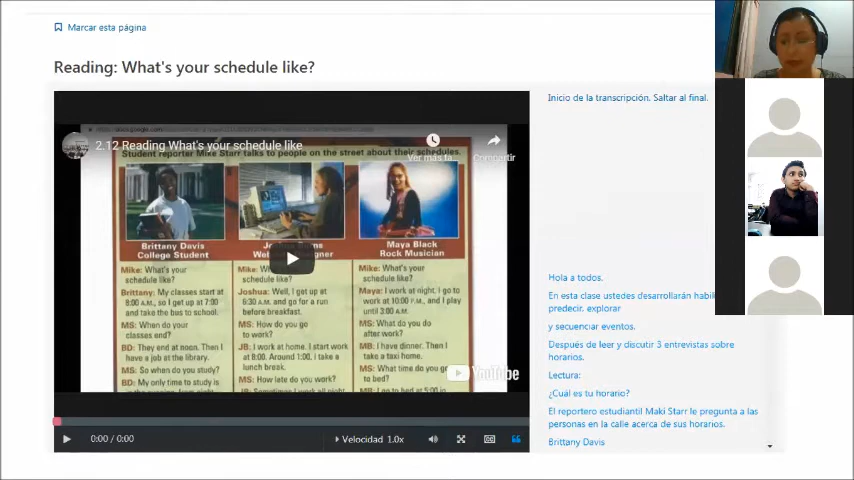 Marcar esta página
Reading: What's your schedule like?
2.12 Reading What's your schedule like
Ver más ta...
Compartir
Student reporter Mike Starr talks to people on the street about their schedules.
Brittany Davis
College Student
Maya Black
Rock Musician
Mike: What's your
schedule like?
Brittany: My classes start at
8:00 A.M., so I get up at 7:00
and take the bus to school.
MS: When do your
classes end?
BD: They end at noon. Then I
have a job at the library.
MS: So when do you study?
BD: My only time to study is
schedule like?
Joshua: Well, I get up at
6:30 A.M. and go for a run
before breakfast.
MS: How do you go
to work?
JB: I work at home. I start work
at 8:00. Around 1:00, I take a
lunch break.
MS: How late do you work?
Mike: What's your
schedule like?
Maya: I work at night. I go to
work at 10:00 P.M., and I play
until 3:00 A.M.
MS: What do you do
after work?
MB: I have dinner. Then I
take a taxi home.
MS: What time do you go
to bed?
MB: I go to bed at 5:00 in
YouTube
0:00 / 0:00
Velocidad 1.0x
Inicio de la transcripción. Saltar al final.
Hola a todos.
En esta clase ustedes desarrollarán
predecir, explorar
y secuenciar eventos.
Después de leer y discutir 3 entrevistas sobre
horarios.
Lectura:
¿Cuál es tu horario?
El reportero estudiantil Maki Starr le pregunta a las
personas en la calle acerca de sus horarios.
Brittany Davis